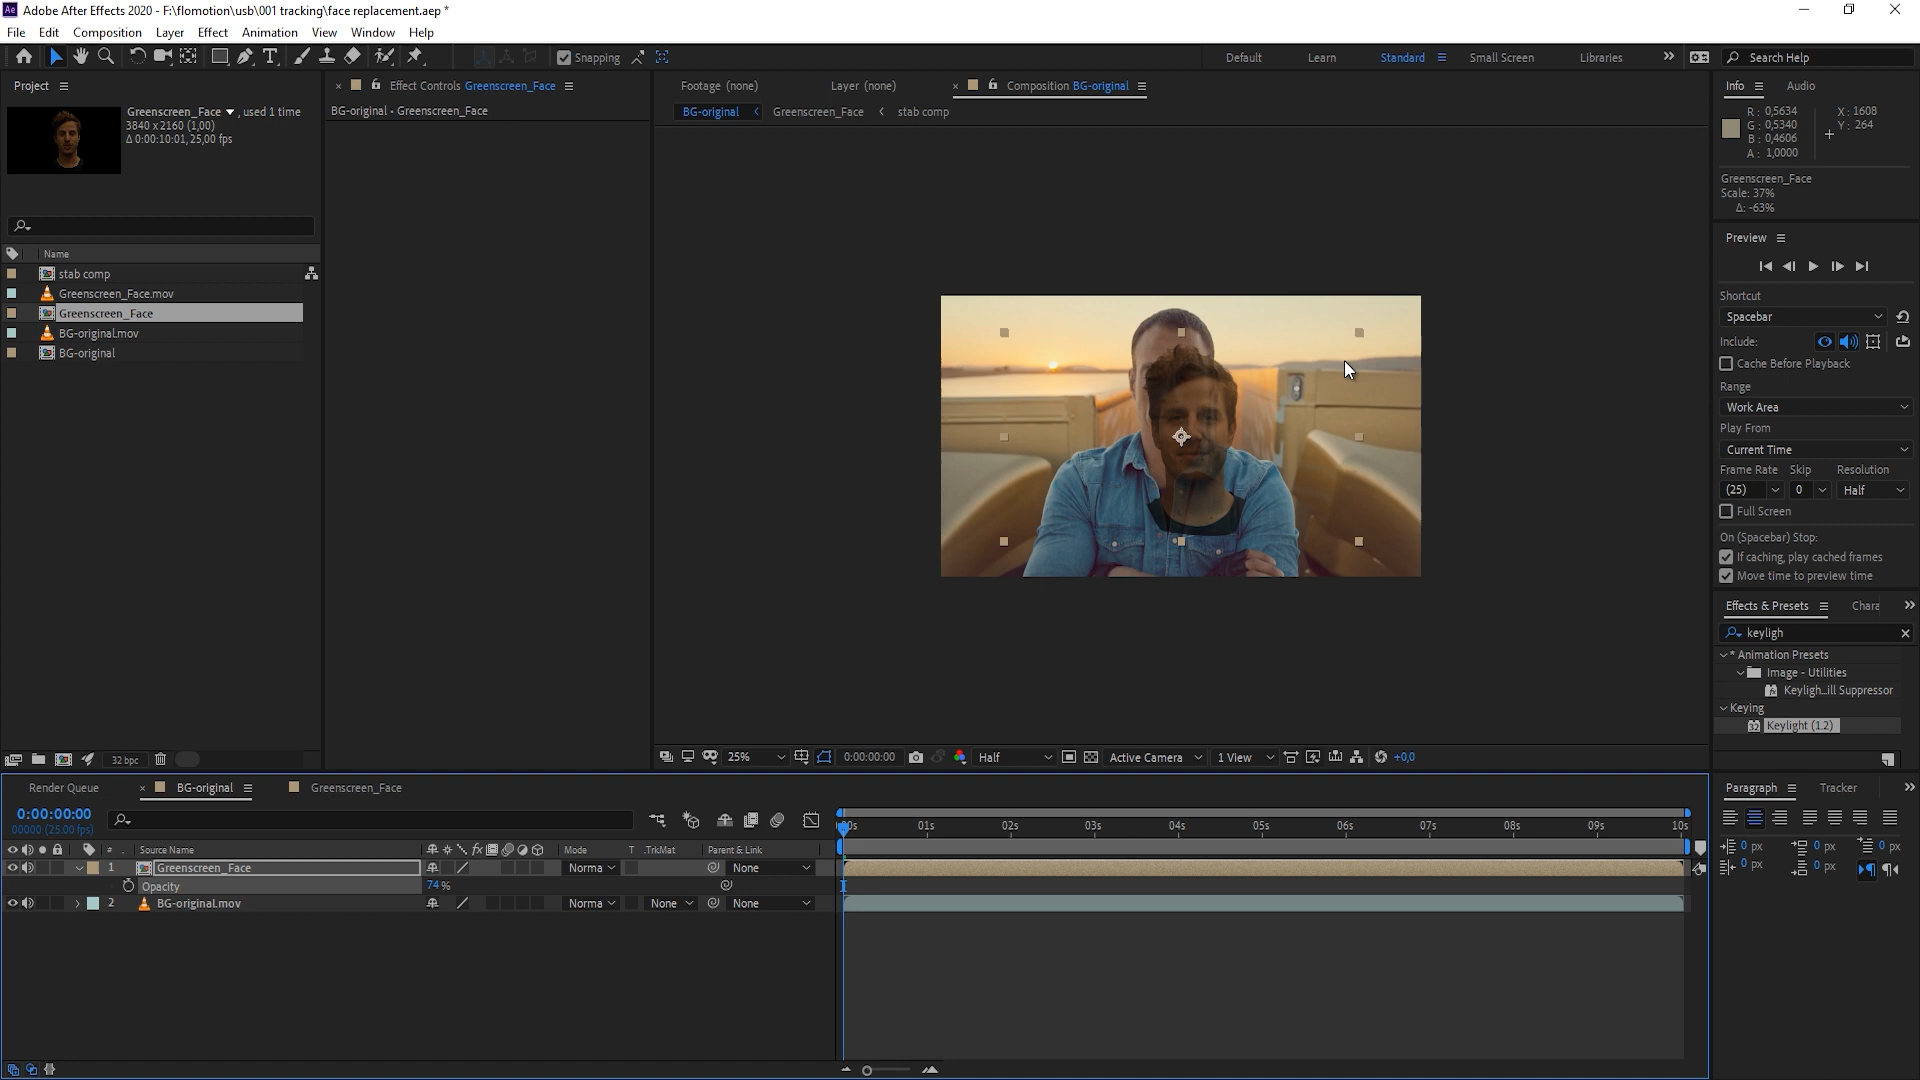 Adobe After Effects 2020 - F:\flomotion\usb\001 tracking\face replacement.aep *
File Edit Composition Layer Effect Animation View Window Help
Snapping
Default Learn Standard Small Screen Libraries
Search Help
Project
Greenscreen_Face , used 1 time
3840 x 2160 (1,00)
Δ 0:00:10:01, 25,00 fps
Name
stab comp
Greenscreen_Face.mov
Greenscreen_Face
BG-original.mov
BG-original
32 bpc
Effect Controls Greenscreen_Face
BG-original • Greenscreen_Face
Footage (none) Layer (none) Composition BG-original
BG-original Greenscreen_Face stab comp
25% 0:00:00:00 Half Active Camera 1 View +0,0
Info Audio
R: 0,5634 X: 1608
G: 0,5340 Y: 264
B: 0,4606
A: 1,0000
Greenscreen_Face
Scale: 37%
Δ: -63%
Preview
Shortcut
Spacebar
Include:
Cache Before Playback
Range
Work Area
Play From
Current Time
Frame Rate Skip Resolution
(25) 0 Half
Full Screen
On (Spacebar) Stop:
If caching, play cached frames
Move time to preview time
Effects & Presets Chara
keyligh
* Animation Presets
Image - Utilities
Keyligh...ill Suppressor
Keying
Keylight (1.2)
Render Queue BG-original Greenscreen_Face
0:00:00:00
00000 (25.00 fps)
# Source Name Mode T .TrkMat Parent & Link
1 Greenscreen_Face Norma None
Opacity 74%
2 BG-original.mov Norma None None
00s 01s 02s 03s 04s 05s 06s 07s 08s 09s 10s
Paragraph Tracker
0 px 0 px 0 px
0 px 0 px